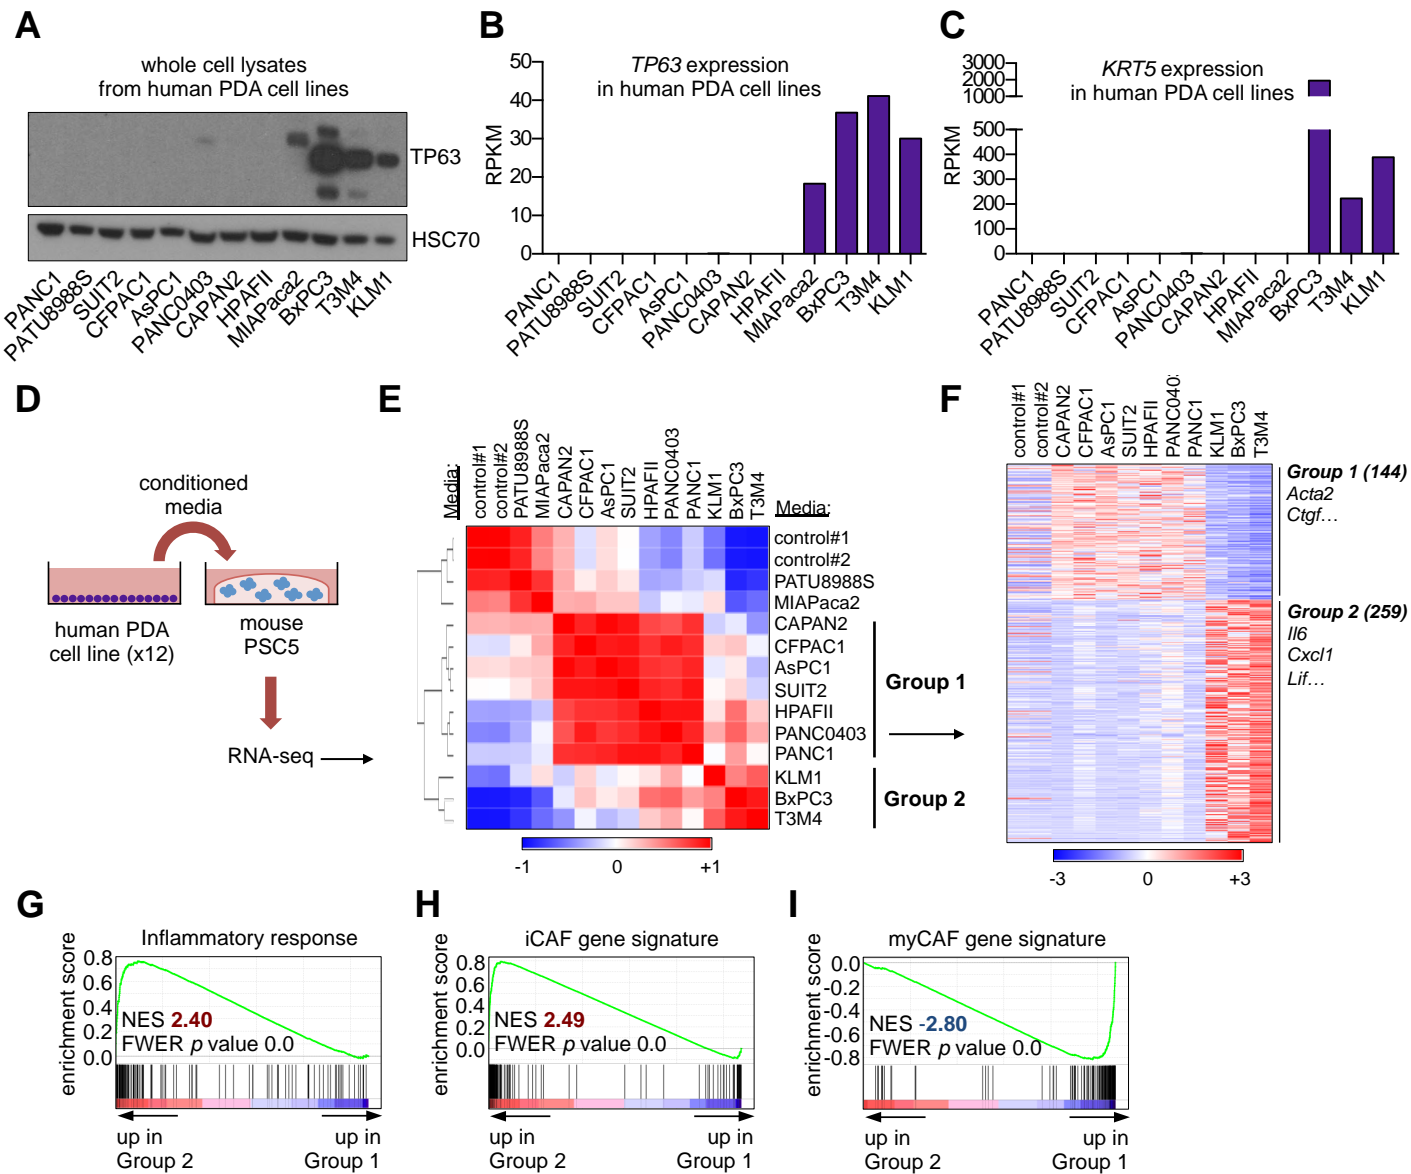 A
whole cell lysates
from human PDA cell lines
TP63
HSC70
PANC1
PATU8988S
SUIT2
CFPAC1
AsPC1
PANC0403
CAPAN2
HPAFII
MIAPaca2
BxPC3
T3M4
KLM1
B
TP63 expression
in human PDA cell lines
RPKM
50
40
30
20
10
0
PANC1
PATU8988S
SUIT2
CFPAC1
AsPC1
PANC0403
CAPAN2
HPAFII
MIAPaca2
BxPC3
T3M4
KLM1
C
KRT5 expression
in human PDA cell lines
RPKM
3000
2000
1000
500
400
300
200
100
0
PANC1
PATU8988S
SUIT2
CFPAC1
AsPC1
PANC0403
CAPAN2
HPAFII
MIAPaca2
BxPC3
T3M4
KLM1
D
conditioned
media
human PDA
cell line (x12)
mouse
PSC5
RNA-seq
E
Media:
control#1
control#2
PATU8988S
MIAPaca2
CAPAN2
CFPAC1
AsPC1
SUIT2
HPAFII
PANC0403
PANC1
KLM1
BxPC3
T3M4
Media:
control#1
control#2
PATU8988S
MIAPaca2
CAPAN2
CFPAC1
AsPC1
SUIT2
HPAFII
PANC0403
PANC1
KLM1
BxPC3
T3M4
Group 1
Group 2
-1
0
+1
F
control#1
control#2
CAPAN2
CFPAC1
AsPC1
SUIT2
HPAFII
PANC040
PANC1
KLM1
BxPC3
T3M4
Group 1 (144)
Acta2
Ctgf...
Group 2 (259)
Il6
Cxcl1
Lif...
-3
0
+3
G
Inflammatory response
enrichment score
0.8
0.6
0.4
0.2
0.0
NES 2.40
FWER p value 0.0
up in
Group 2
up in
Group 1
H
iCAF gene signature
enrichment score
0.8
0.6
0.4
0.2
0.0
NES 2.49
FWER p value 0.0
up in
Group 2
up in
Group 1
I
myCAF gene signature
enrichment score
0.0
-0.2
-0.4
-0.6
-0.8
NES -2.80
FWER p value 0.0
up in
Group 2
up in
Group 1